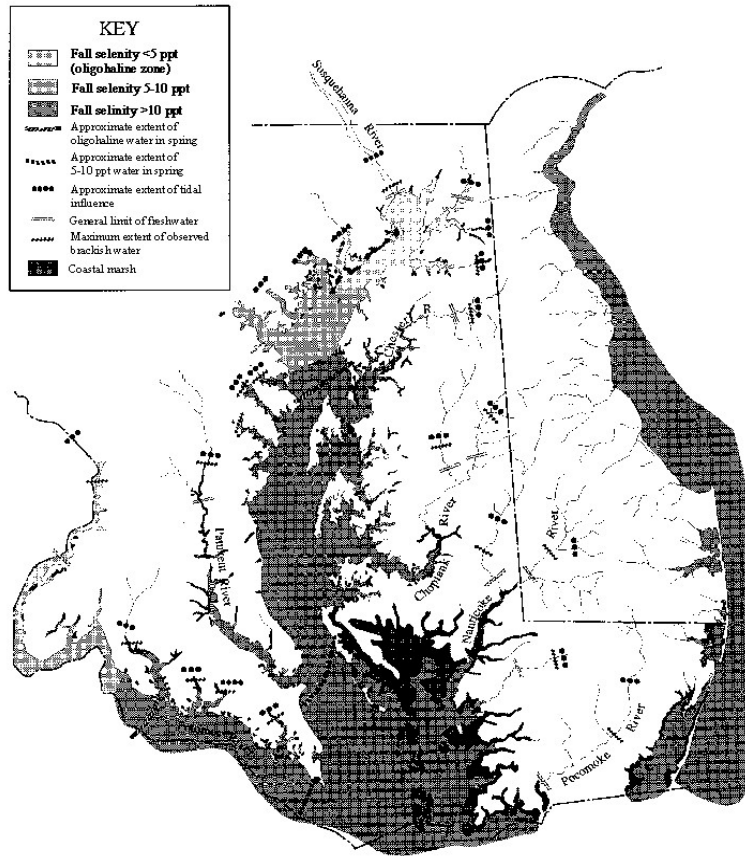 KEY
Fall selenity <5 ppt
(oligohaline zone)
Fall selenity 5-10 ppt
Fall selinity >10 ppt
Approximate extent of
oligohaline water in spring
Approximate extent of
5-10 ppt water in spring
Approximate extent of tidal
influence
General limit of freshwater
Maximum extent of observed
brackish water
Coastal marsh
Susquehanna
River
Chester R
Patuxent River
Choptank
River
Nanticoke
River
Pocomoke
River